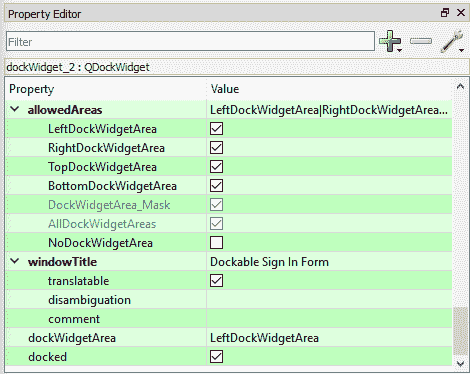 Property Editor
Filter
dockWidget_2 : QDockWidget
Property Value
allowedAreas LeftDockWidgetArea|RightDockWidgetArea...
LeftDockWidgetArea
RightDockWidgetArea
TopDockWidgetArea
BottomDockWidgetArea
DockWidgetArea_Mask
AllDockWidgetAreas
NoDockWidgetArea
windowTitle Dockable Sign In Form
translatable
disambiguation
comment
dockWidgetArea LeftDockWidgetArea
docked